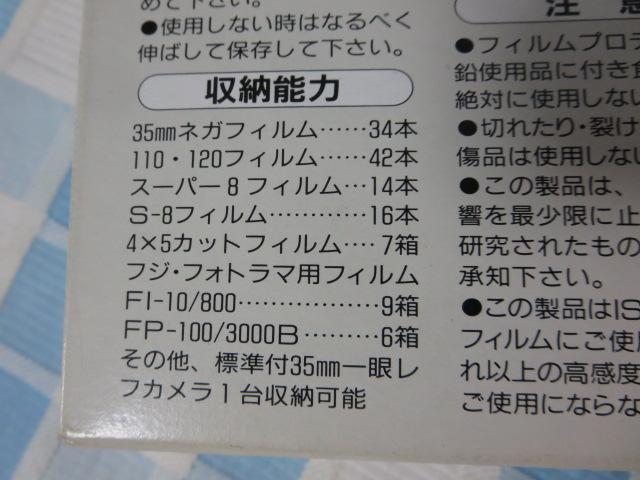 めて下さい。
●使用しない時はなるべく
伸ばして保存して下さい。
収納能力
35mmネガフィルム……34本
110・120フィルム……42本
スーパー8フィルム…14本
S-8フィルム…………16本
4×5カットフィルム‥‥7箱
フジ・フォトラマ用フィルム
FI-10/800………………9箱
FP-100/3000B………6箱
その他、標準付35mm一眼レ
フカメラ1台収納可能
注意
●フィルムプロテ
鉛使用品に付き食
絶対に使用しない
●切れたり・裂け
傷品は使用しない
●この製品は、
響を最少限に止
研究されたもの
承知下さい。
●この製品はIS
フィルムにご使用
れ以上の高感度
ご使用にならな